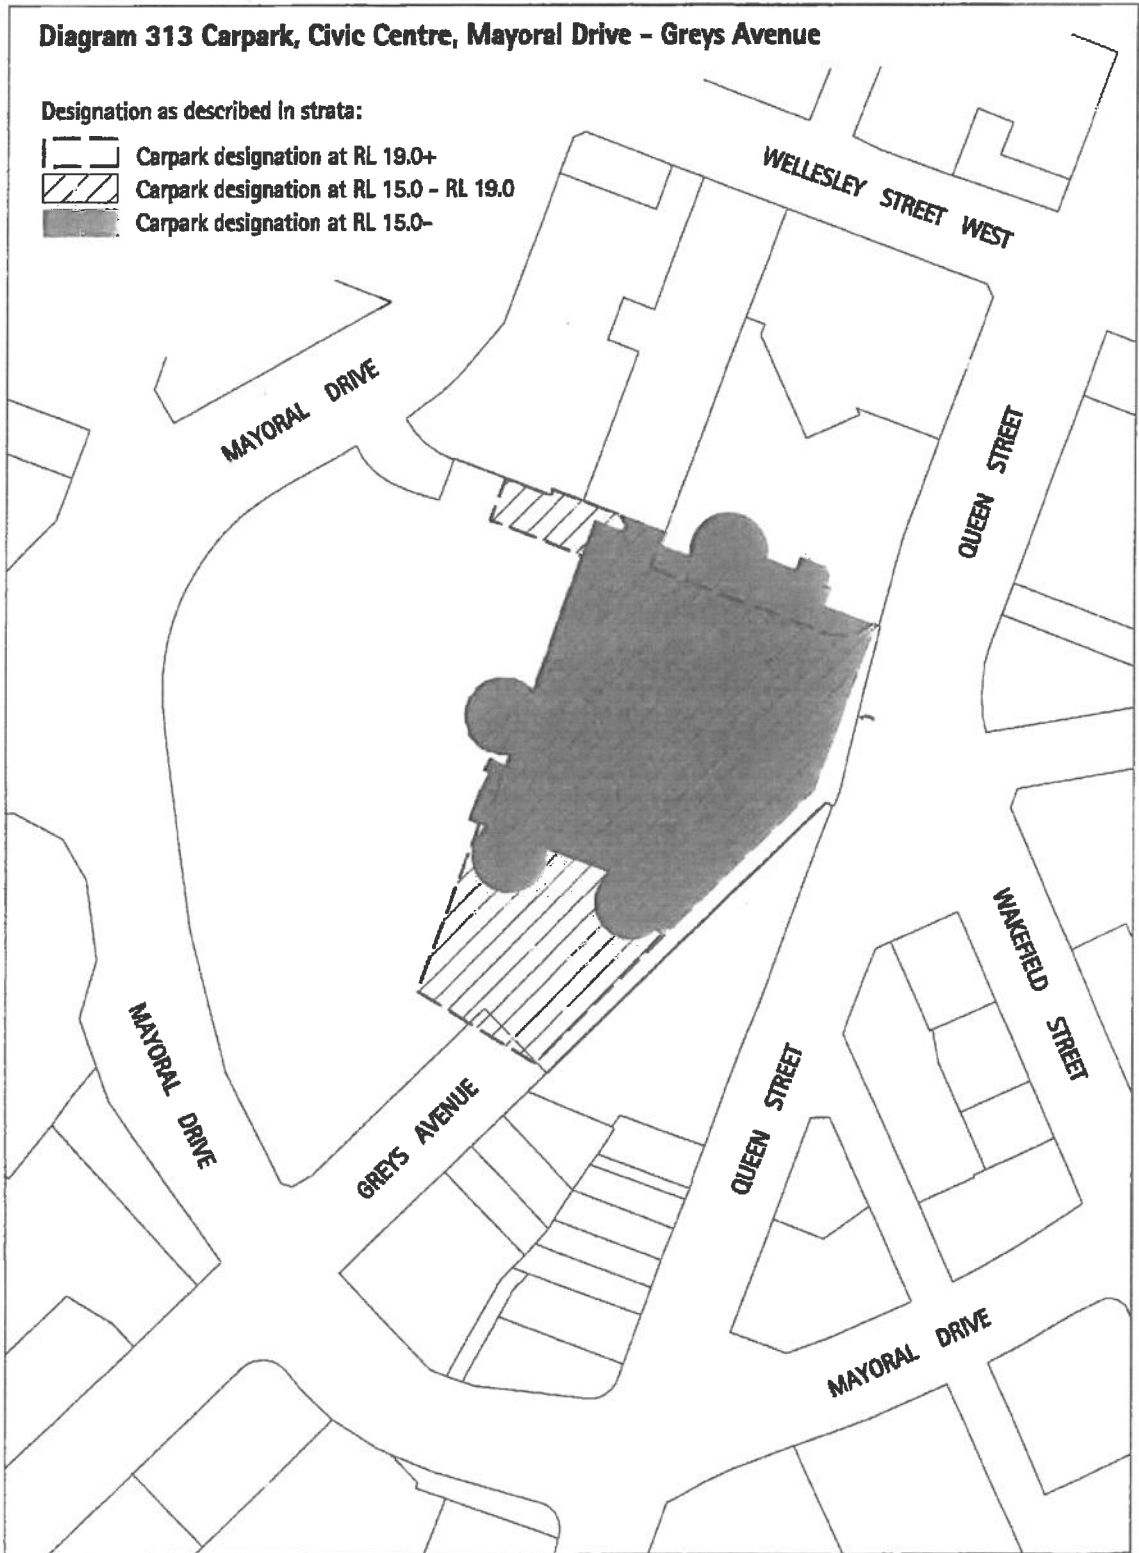 Diagram 313 Carpark, Civic Centre, Mayoral Drive – Greys Avenue
Designation as described in strata:
Carpark designation at RL 19.0+
Carpark designation at RL 15.0 – RL 19.0
Carpark designation at RL 15.0-
WELLESLEY STREET WEST
MAYORAL DRIVE
QUEEN STREET
WAKEFIELD STREET
MAYORAL DRIVE
GREYS AVENUE
QUEEN STREET
MAYORAL DRIVE